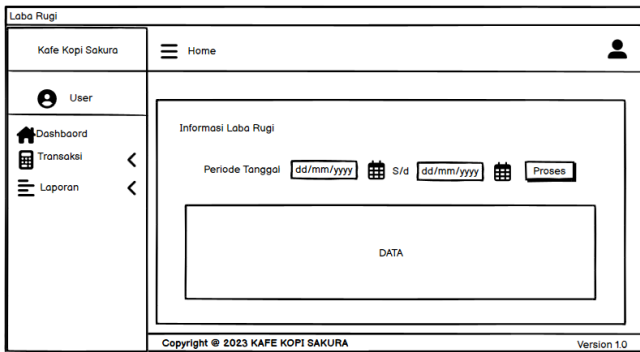 Laba Rugi
Kafe Kopi Sakura
Home
User
Dashbaord
Transaksi
Laporan
Informasi Laba Rugi
Periode Tanggal dd/mm/yyyy S/d dd/mm/yyyy Proses
DATA
Copyright @ 2023 KAFE KOPI SAKURA
Version 1.0